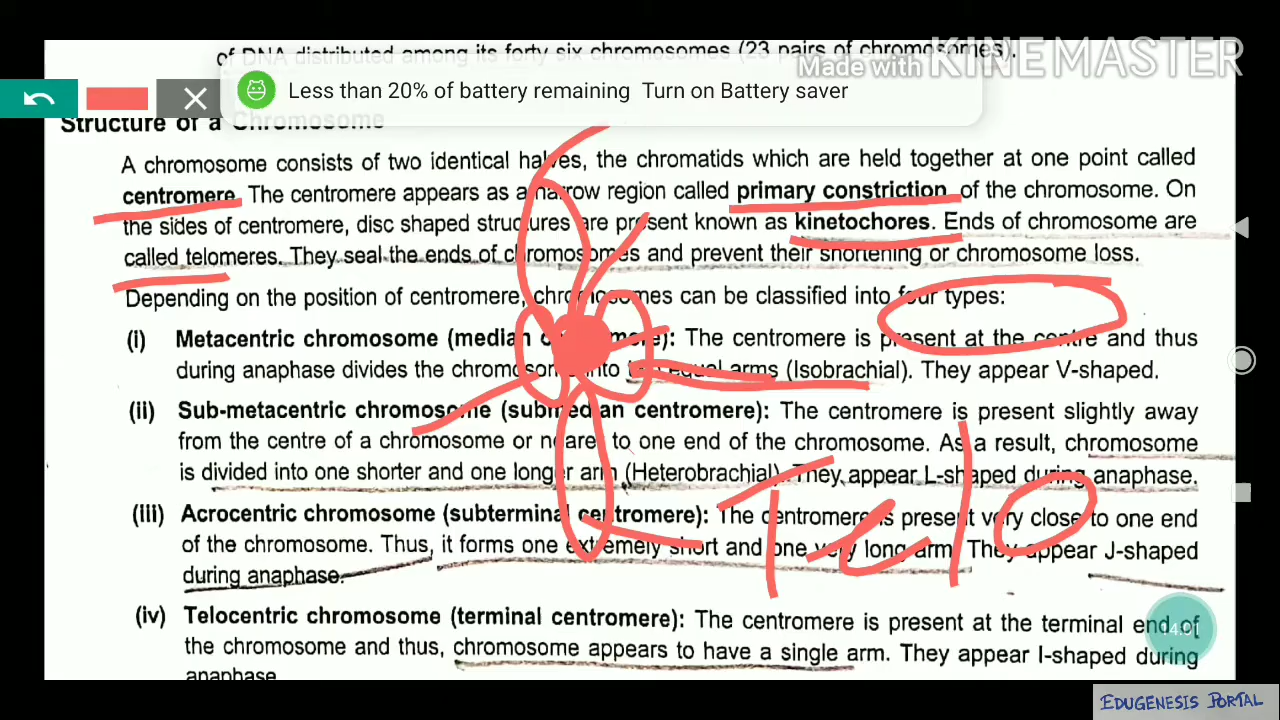 of DNA distributed among its forty six chromosomes (23 pairs of chromosomes).
Made with KINEMASTER
Less than 20% of battery remaining Turn on Battery saver
Structure of a Chromosome
A chromosome consists of two identical halves, the chromatids which are held together at one point called
centromere. The centromere appears as a narrow region called primary constriction of the chromosome. On
the sides of centromere, disc shaped structures are present known as kinetochores. Ends of chromosome are
called telomeres. They seal the ends of chromosomes and prevent their shortening or chromosome loss.
Depending on the position of centromere, chromosomes can be classified into four types:
(i) Metacentric chromosome (median centromere): The centromere is present at the centre and thus
during anaphase divides the chromosome into two equal arms (Isobrachial). They appear V-shaped.
(ii) Sub-metacentric chromosome (submedian centromere): The centromere is present slightly away
from the centre of a chromosome or nearer to one end of the chromosome. As a result, chromosome
is divided into one shorter and one longer arm (Heterobrachial). They appear L-shaped during anaphase.
Telo
(iii) Acrocentric chromosome (subterminal centromere): The centromere is present very close to one end
of the chromosome. Thus, it forms one extremely short and one very long arm. They appear J-shaped
during anaphase.
(iv) Telocentric chromosome (terminal centromere): The centromere is present at the terminal end of
14:01
the chromosome and thus, chromosome appears to have a single arm. They appear I-shaped during
anaphase.
EDUGENESIS PORTAL